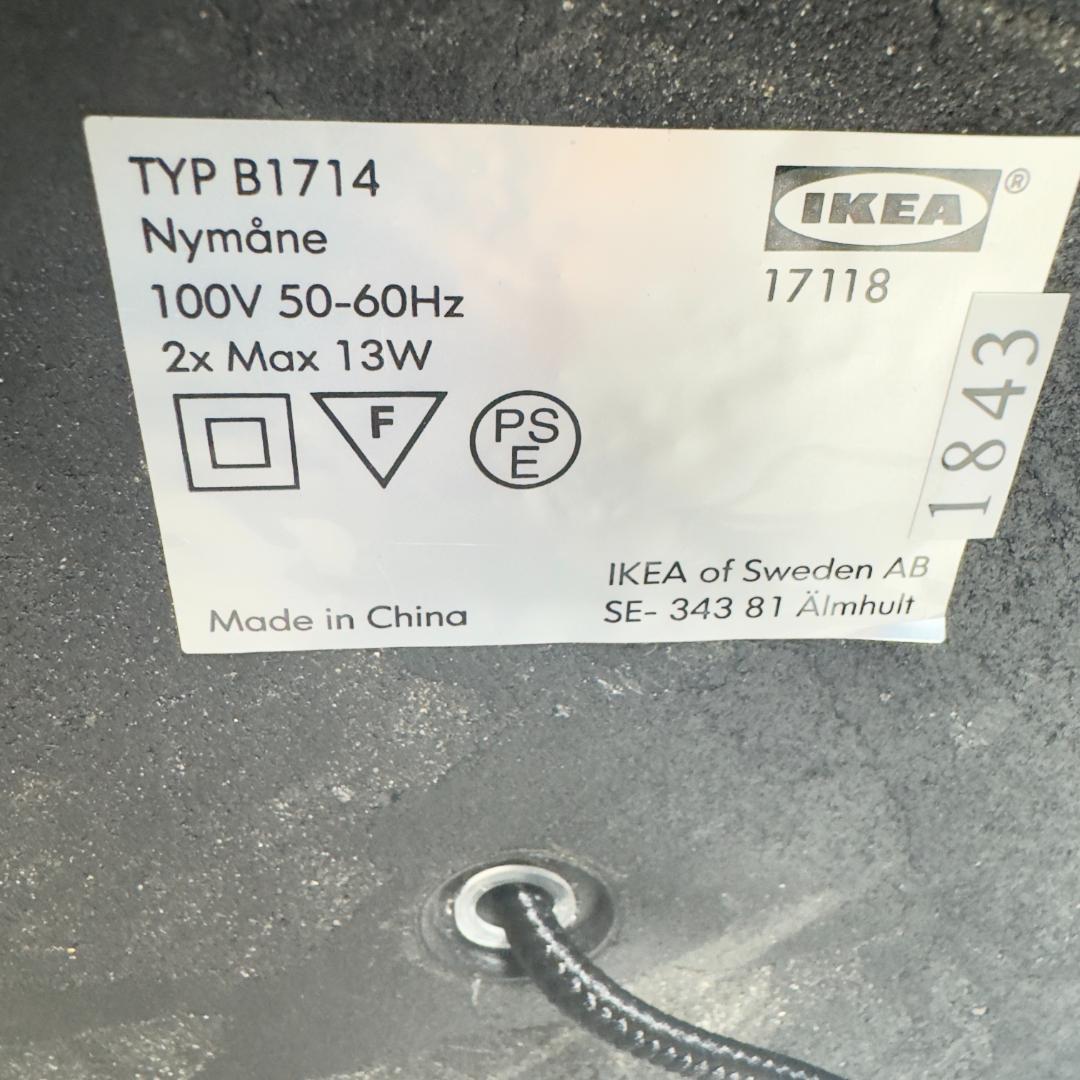 TYP B1714
Nymåne
100V 50-60Hz
2x Max 13W
F
PS
E
IKEA®
17118
1843
Made in China
IKEA of Sweden AB
SE- 343 81 Älmhult